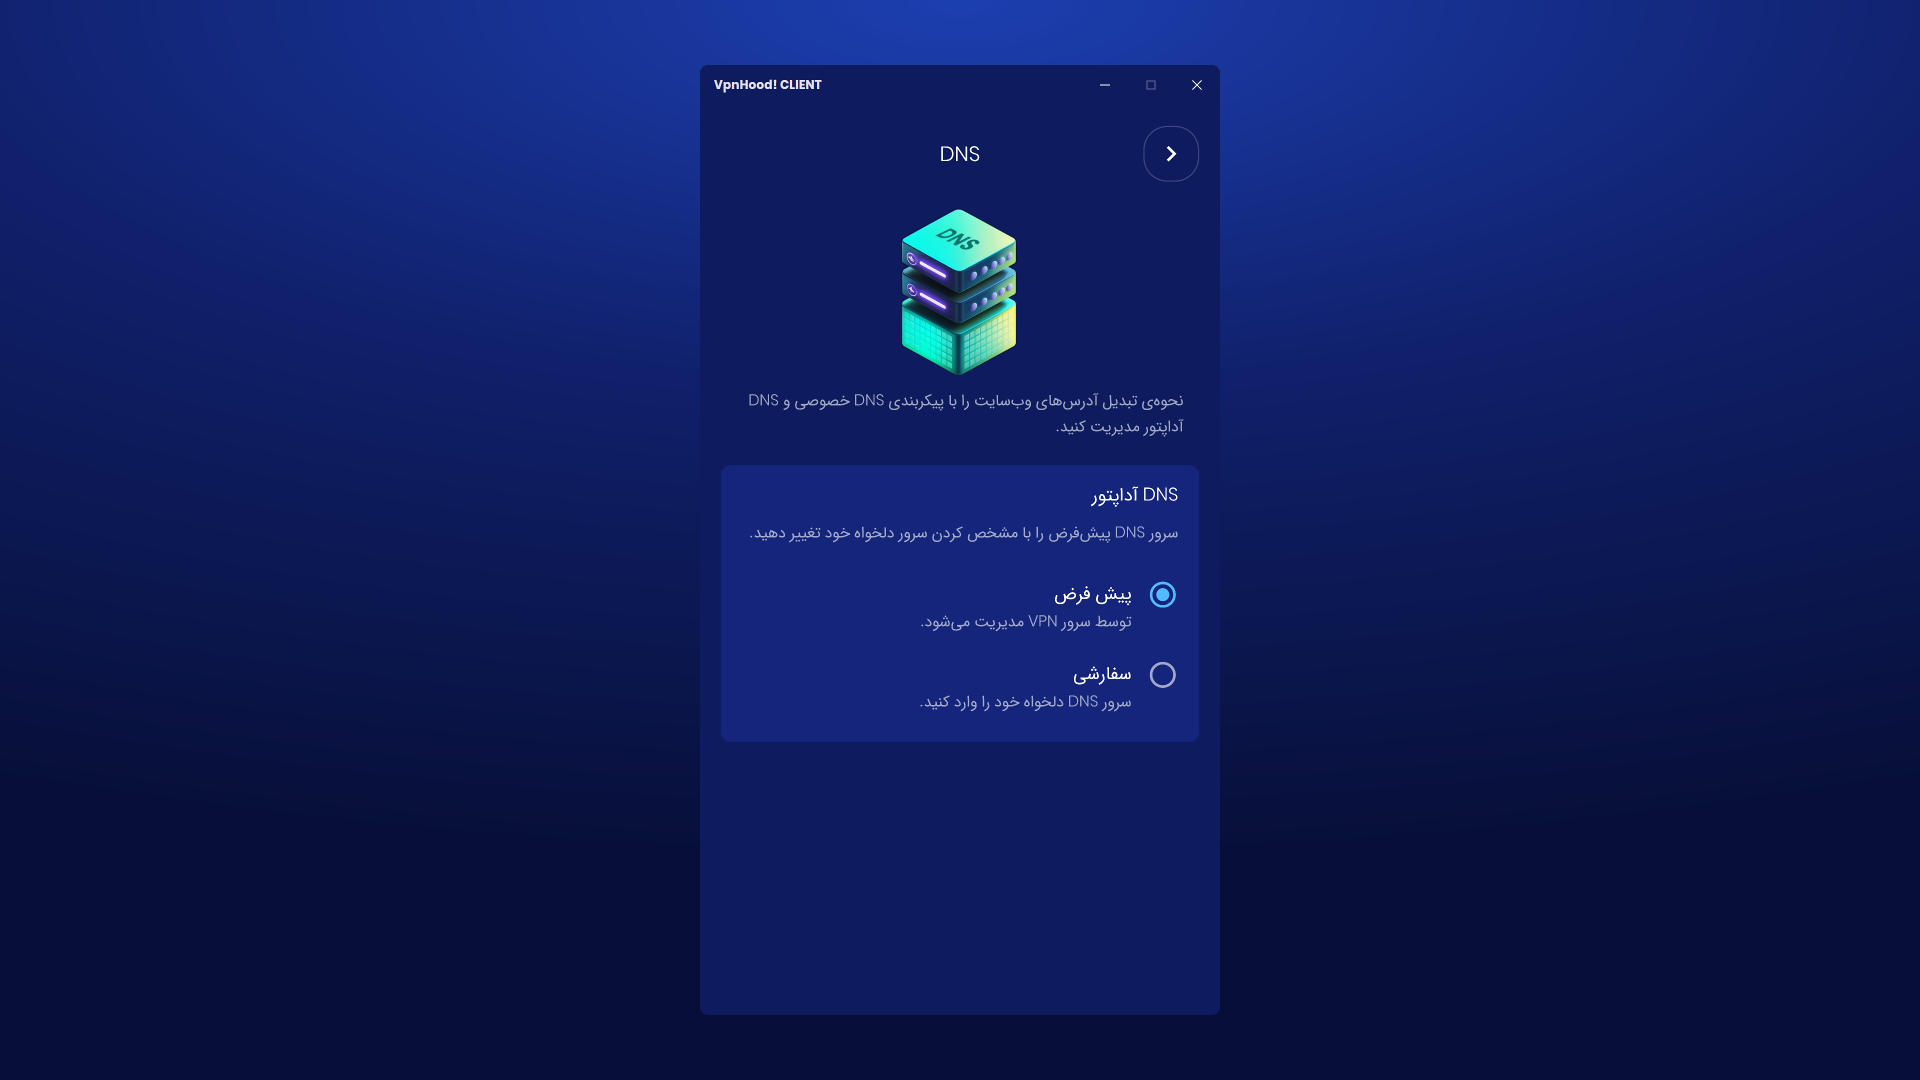 VpnHood! CLIENT
DNS
DNS
نحوه‌ی تبدیل آدرس‌های وب‌سایت را با پیکربندی DNS خصوصی و DNS
آداپتور مدیریت کنید.
DNS آداپتور
سرور DNS پیش‌فرض را با مشخص کردن سرور دلخواه خود تغییر دهید.
پیش فرض
توسط سرور VPN مدیریت می‌شود.
سفارشی
سرور DNS دلخواه خود را وارد کنید.